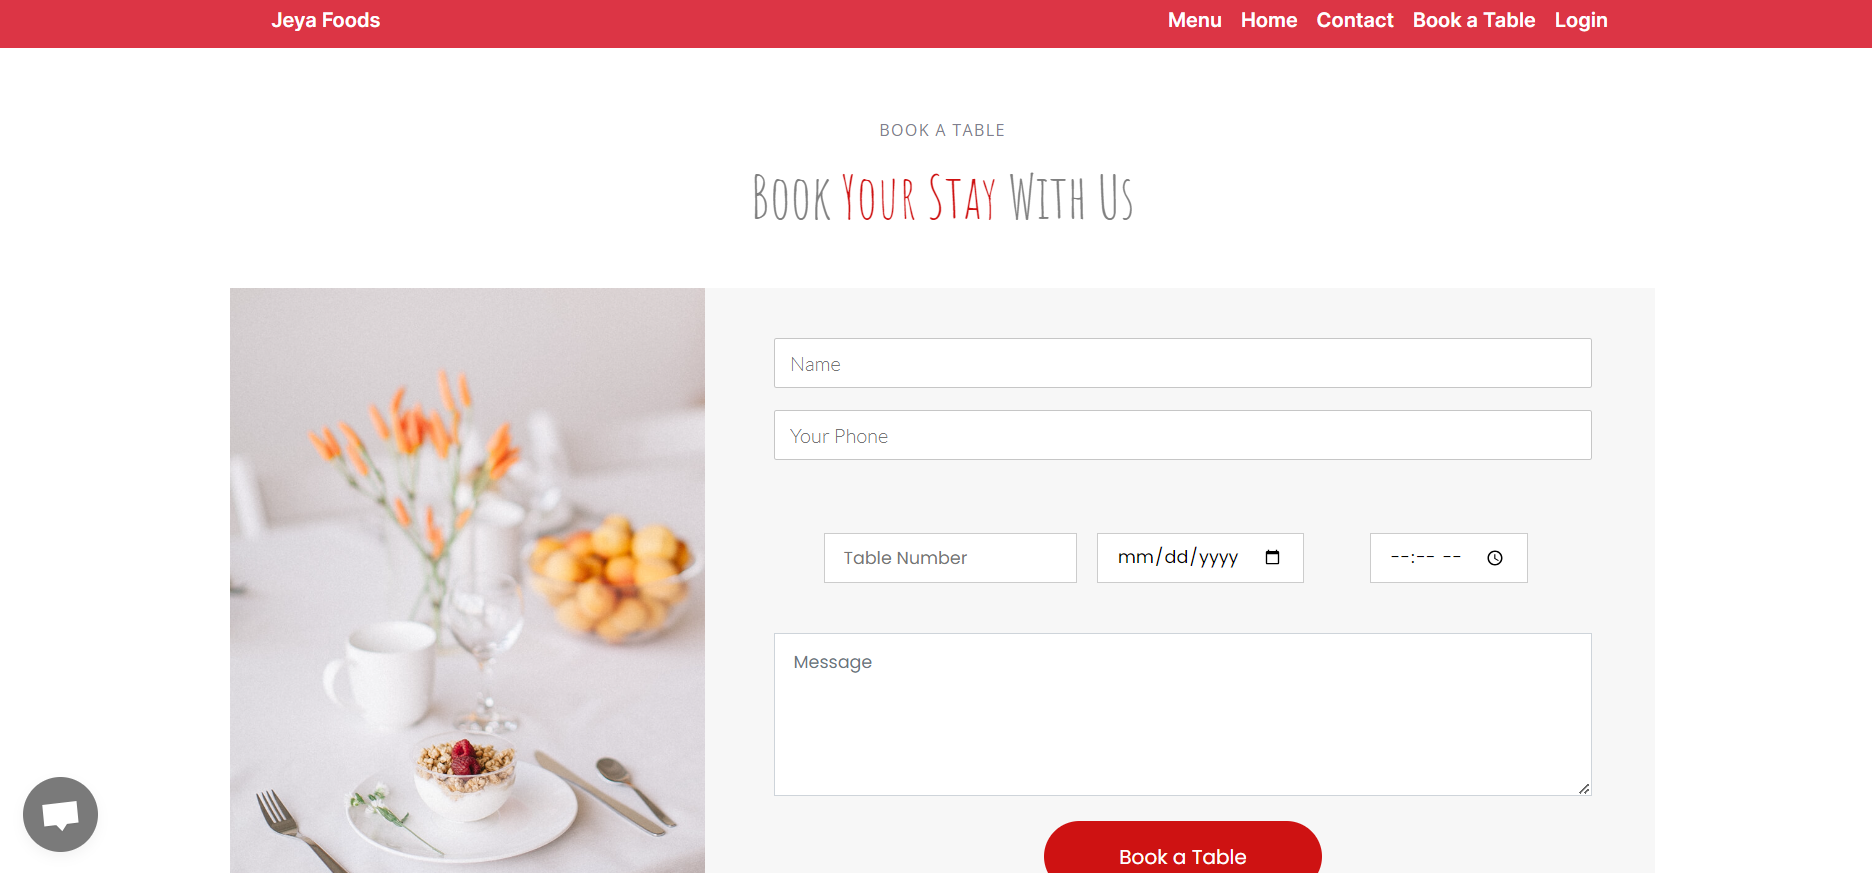 Jeya Foods Menu Home Contact Book a Table Login
BOOK A TABLE
Book Your Stay With Us
Name
Your Phone
Table Number mm/dd/yyyy --:-- --
Message
Book a Table